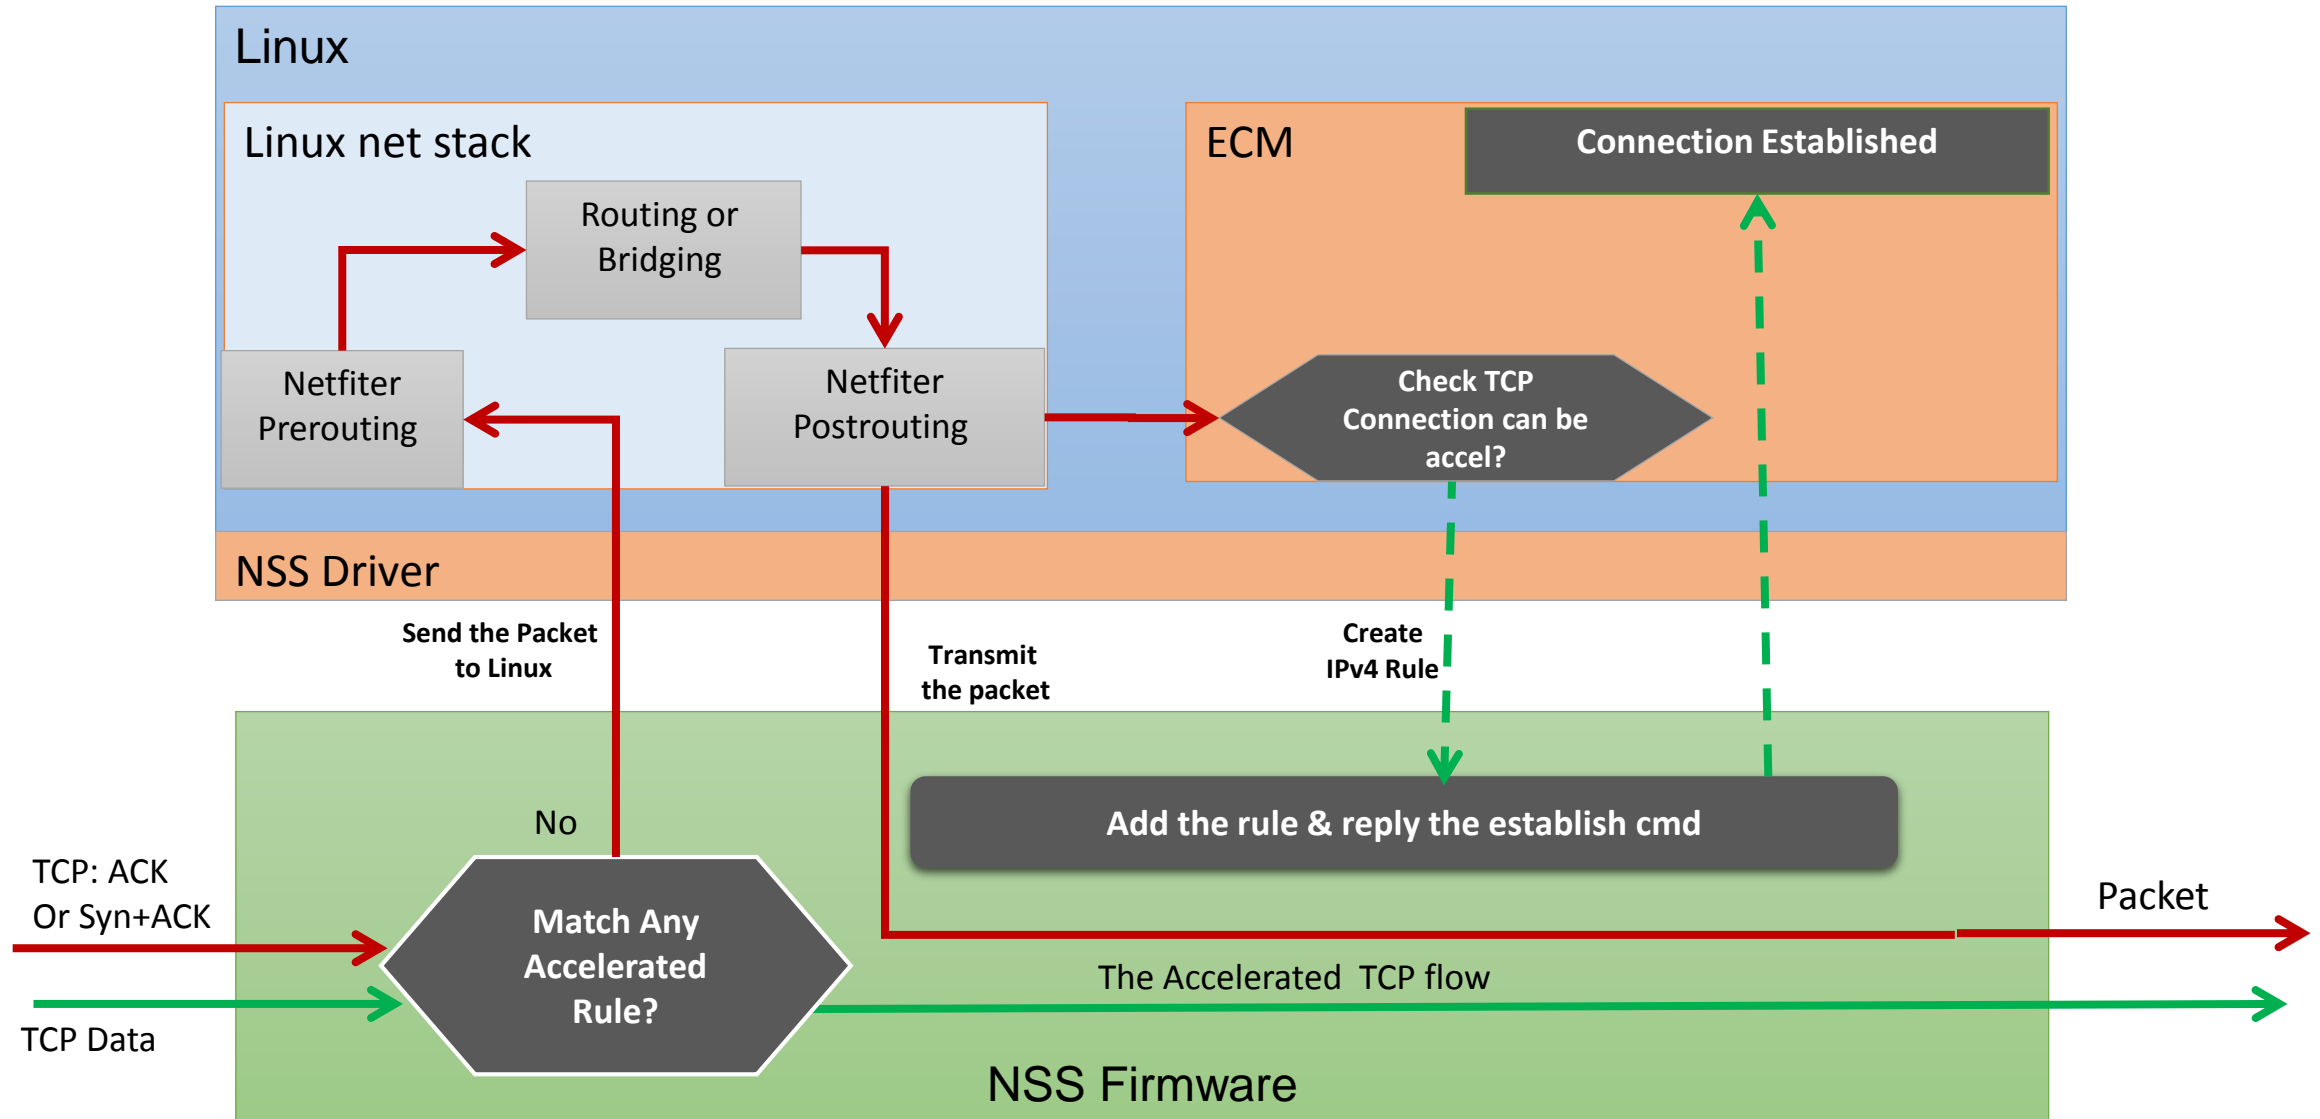 Linux
Linux net stack
Routing or
Bridging
Netfiter
Prerouting
Netfiter
Postrouting
ECM
Connection Established
Check TCP
Connection can be
accel?
NSS Driver
Send the Packet
to Linux
Transmit
the packet
Create
IPv4 Rule
No
Add the rule & reply the establish cmd
TCP: ACK
Or Syn+ACK
Match Any
Accelerated
Rule?
Packet
The Accelerated  TCP flow
TCP Data
NSS Firmware